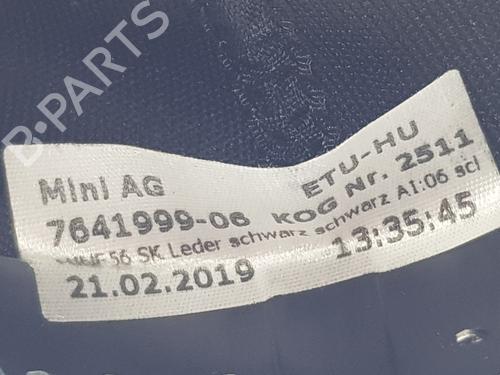 B-PARTS
Mini AG ETU-HU
7641999-06 KOG Nr. 2511
F56 SK Leder schwarz schwarz AI:06 scl
21.02.2019 13:35:45